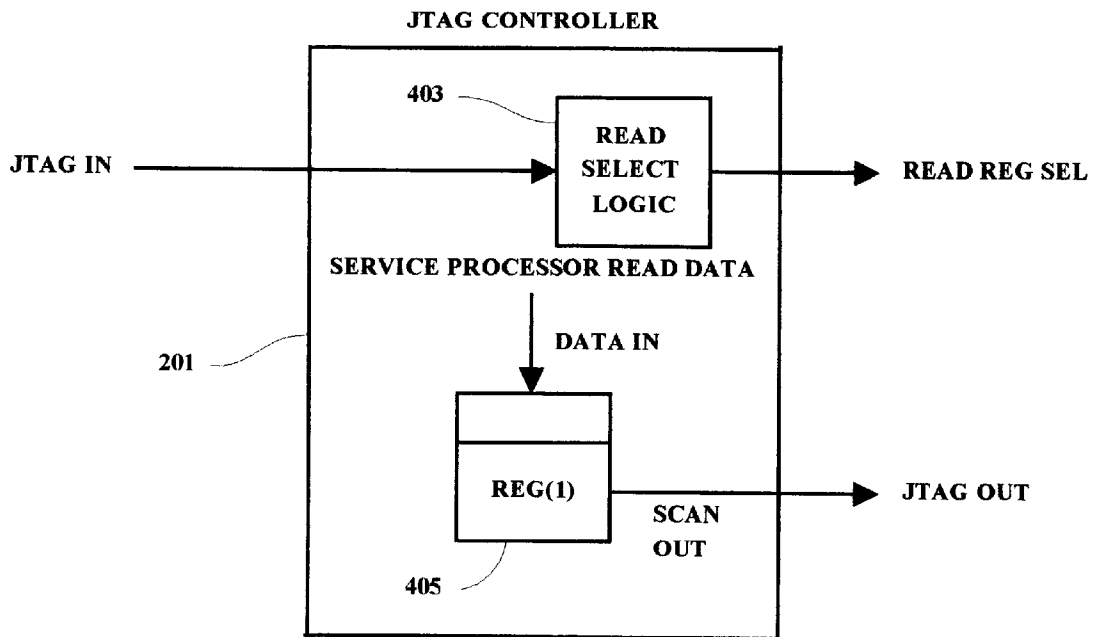 JTAG CONTROLLER
403
READ
SELECT
LOGIC
JTAG IN
READ REG SEL
SERVICE PROCESSOR READ DATA
DATA IN
201
REG(1)
JTAG OUT
SCAN
OUT
405